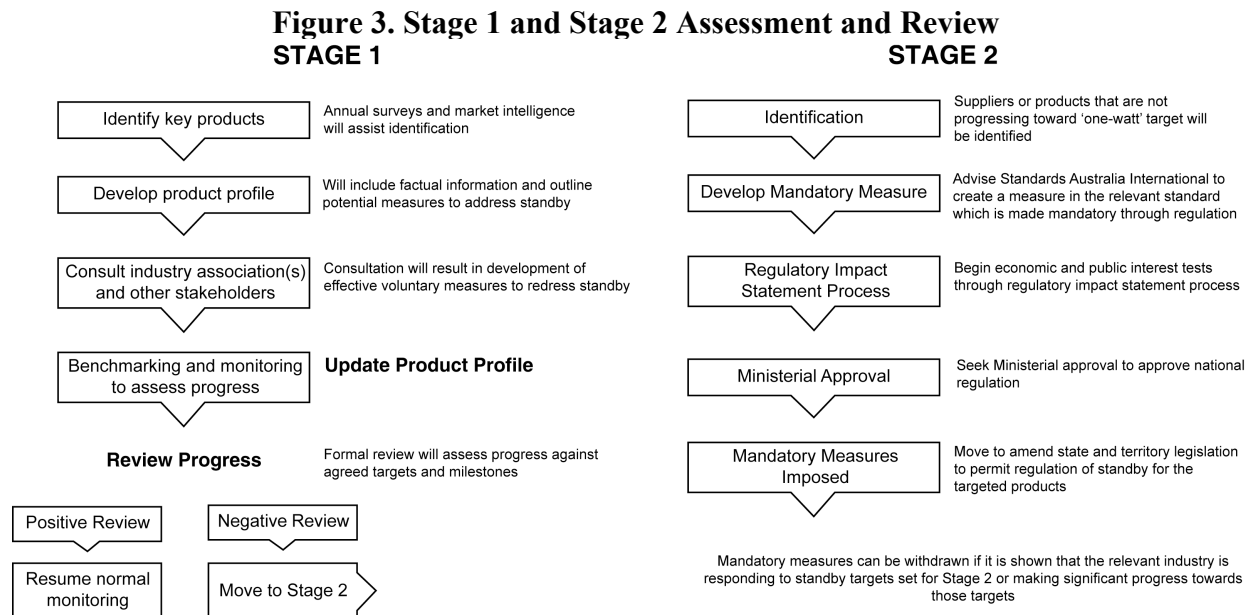 Figure 3. Stage 1 and Stage 2 Assessment and Review
STAGE 1
Identify key products
Annual surveys and market intelligence
will assist identification
Develop product profile
Will include factual information and outline
potential measures to address standby
Consult industry association(s)
and other stakeholders
Consultation will result in development of
effective voluntary measures to redress standby
Benchmarking and monitoring
to assess progress
Update Product Profile
Review Progress
Formal review will assess progress against
agreed targets and milestones
Positive Review
Negative Review
Resume normal
monitoring
Move to Stage 2
STAGE 2
Identification
Suppliers or products that are not
progressing toward ‘one-watt’ target will
be identified
Develop Mandatory Measure
Advise Standards Australia International to
create a measure in the relevant standard
which is made mandatory through regulation
Regulatory Impact
Statement Process
Begin economic and public interest tests
through regulatory impact statement process
Ministerial Approval
Seek Ministerial approval to approve national
regulation
Mandatory Measures
Imposed
Move to amend state and territory legislation
to permit regulation of standby for the
targeted products
Mandatory measures can be withdrawn if it is shown that the relevant industry is
responding to standby targets set for Stage 2 or making significant progress towards
those targets